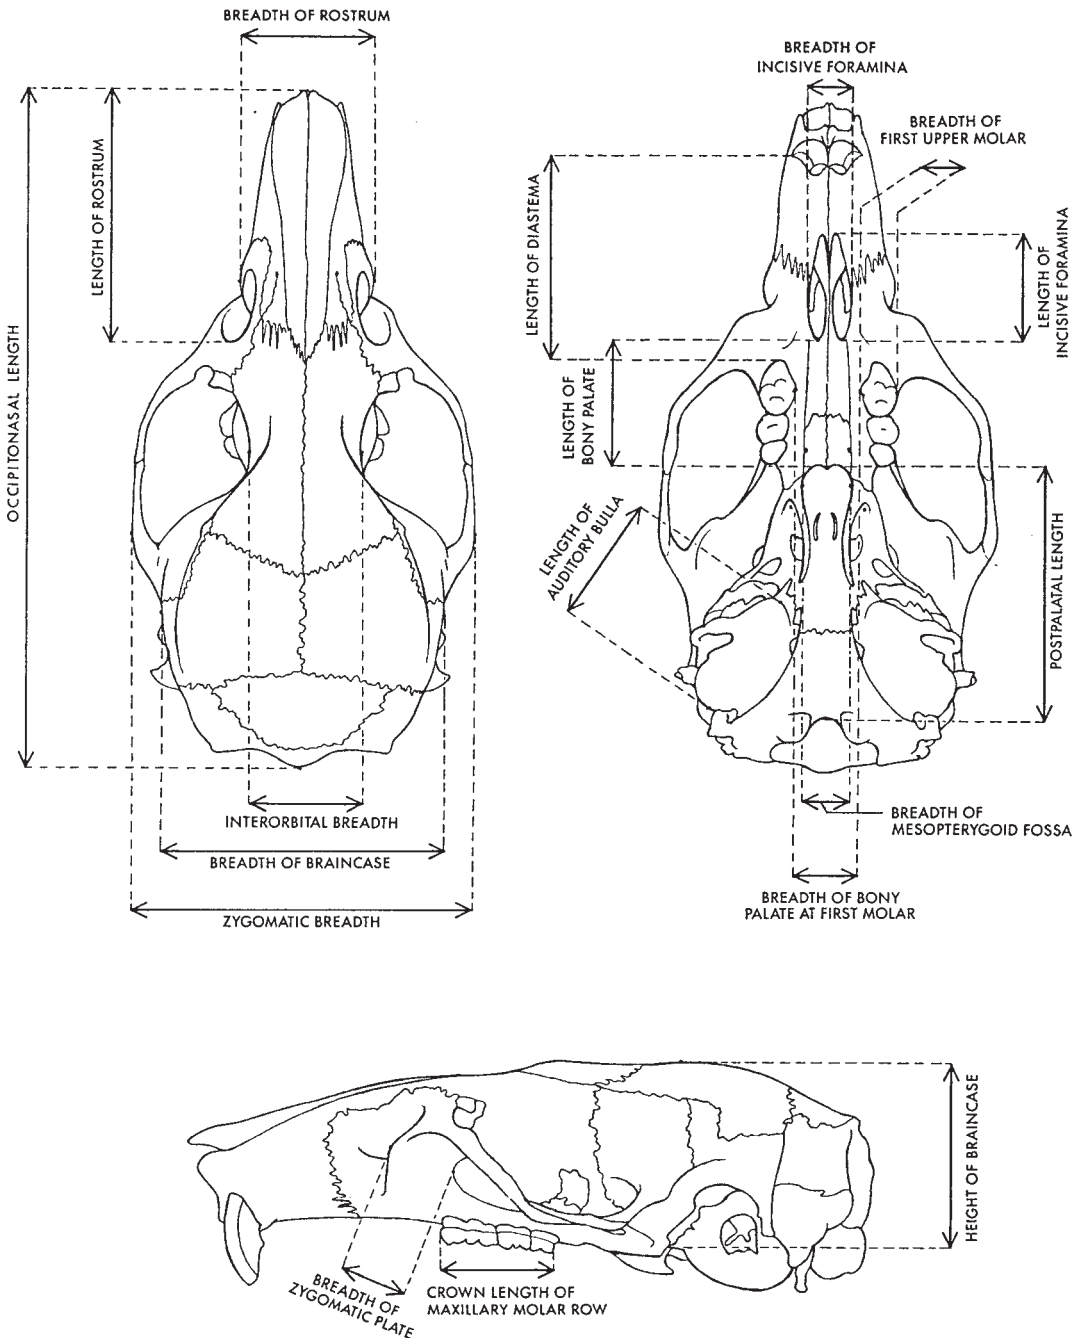 BREADTH OF ROSTRUM
OCCIPITONASAL LENGTH
LENGTH OF ROSTRUM
INTERORBITAL BREADTH
BREADTH OF BRAINCASE
ZYGOMATIC BREADTH
BREADTH OF
INCISIVE FORAMINA
BREADTH OF
FIRST UPPER MOLAR
LENGTH OF DIASTEMA
LENGTH OF
INCISIVE FORAMINA
LENGTH OF
BONY PALATE
LENGTH OF
AUDITORY BULLA
POSTPALATAL LENGTH
BREADTH OF
MESOPTERYGOID FOSSA
BREADTH OF BONY
PALATE AT FIRST MOLAR
HEIGHT OF BRAINCASE
BREADTH OF
ZYGOMATIC PLATE
CROWN LENGTH OF
MAXILLARY MOLAR ROW